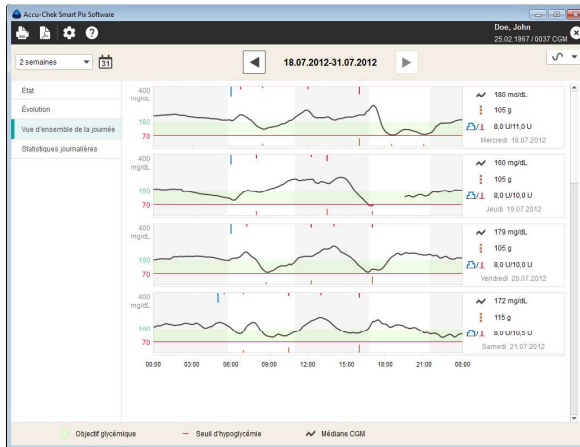 Accu-Chek Smart Pix Software
Doe, John
25.02.1967 / 0037 CGM
2 semaines
31
18.07.2012-31.07.2012
État
Évolution
Vue d'ensemble de la journée
Statistiques journalières
400
mg/dL
160
70
180 mg/dL
105 g
8,0 U/11,0 U
Mercredi 18.07.2012
400
mg/dL
160
70
160 mg/dL
105 g
8,0 U/10,0 U
Jeudi 19.07.2012
400
mg/dL
160
70
179 mg/dL
105 g
8,0 U/10,0 U
Vendredi 20.07.2012
400
mg/dL
160
70
172 mg/dL
115 g
8,0 U/10,5 U
Samedi 21.07.2012
00:00 03:00 06:00 09:00 12:00 15:00 18:00 21:00 00:00
Objectif glycémique Seuil d'hypoglycémie Médiane CGM